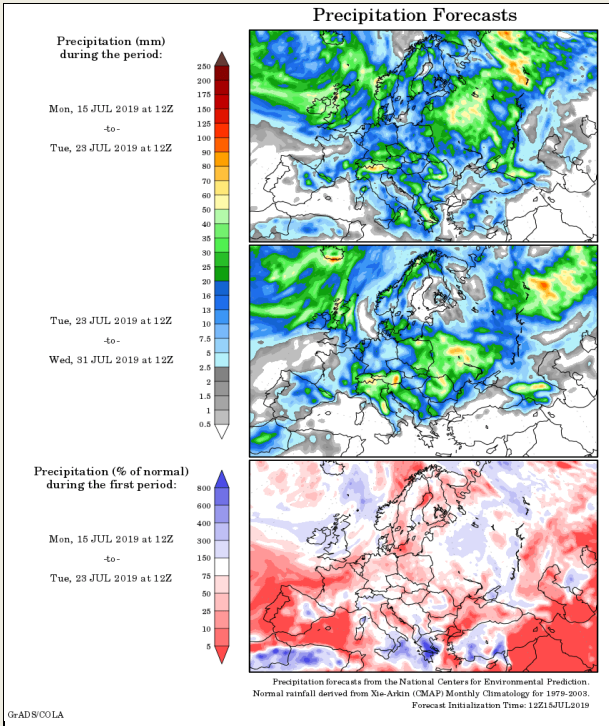 Precipitation Forecasts
Precipitation (mm)
during the period:
250
200
175
150
125
100
90
80
70
60
50
40
35
30
25
20
16
13
10
7.5
5
2.5
2
1.5
1
0.5
Mon, 15 JUL 2019 at 12Z
-to-
Tue, 23 JUL 2019 at 12Z
Tue, 23 JUL 2019 at 12Z
-to-
Wed, 31 JUL 2019 at 12Z
Precipitation (% of normal)
during the first period:
800
600
400
300
150
75
50
25
10
5
Mon, 15 JUL 2019 at 12Z
-to-
Tue, 23 JUL 2019 at 12Z
Precipitation forecasts from the National Centers for Environmental Prediction.
Normal rainfall derived from Xie-Arkin (CMAP) Monthly Climatology for 1979-2003.
Forecast Initialization Time: 12Z15JUL2019
GrADS/COLA